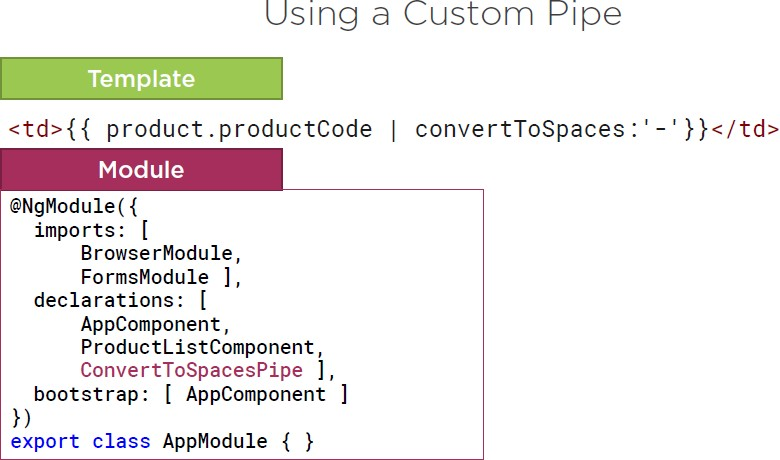 Using a Custom Pipe
Template
<td>{{ product.productCode | convertToSpaces:'-'}}</td>
Module
@NgModule({
  imports: [
      BrowserModule,
      FormsModule ],
  declarations: [
      AppComponent,
      ProductListComponent,
      ConvertToSpacesPipe ],
  bootstrap: [ AppComponent ]
})
export class AppModule { }